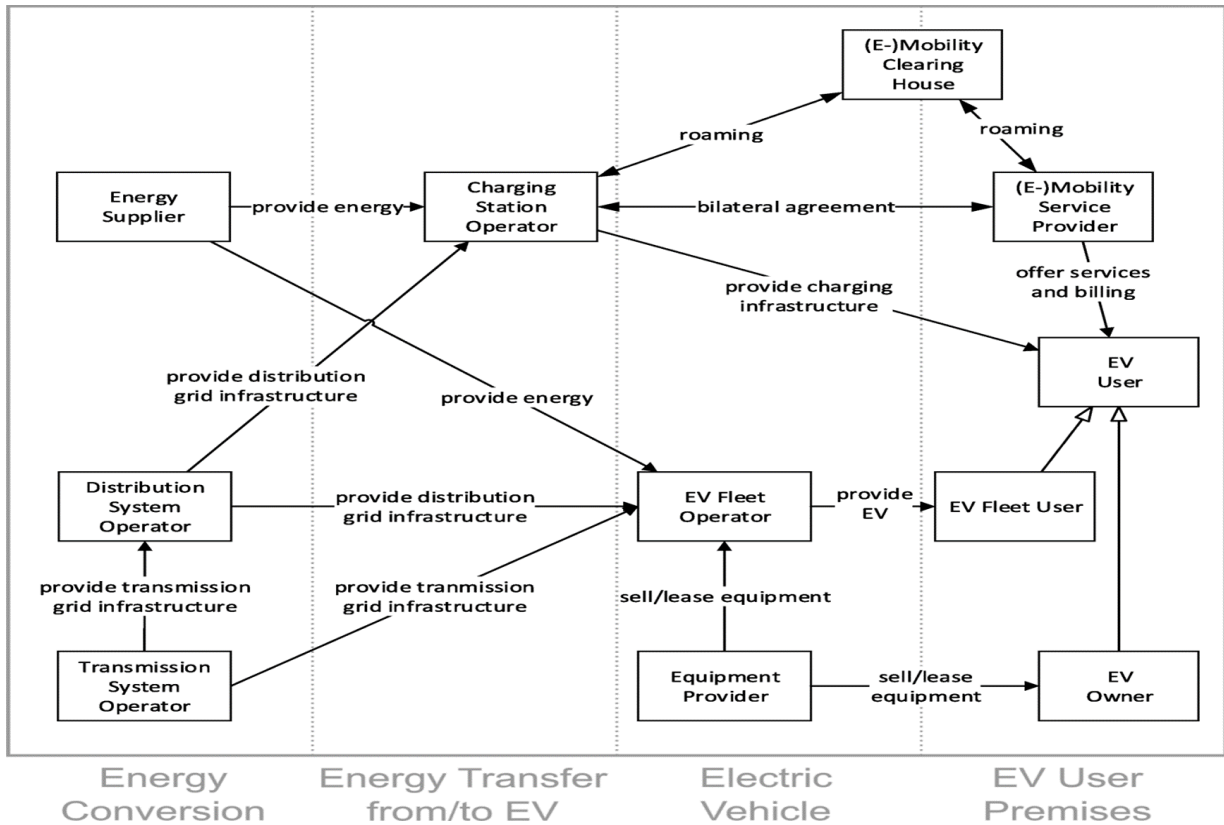 (E-)Mobility
Clearing
House
roaming
roaming
Energy
Supplier
provide energy
Charging
Station
Operator
bilateral agreement
(E-)Mobility
Service
Provider
provide charging
infrastructure
offer services
and billing
EV
User
provide distribution
grid infrastructure
provide energy
Distribution
System
Operator
provide distribution
grid infrastructure
EV Fleet
Operator
provide
EV
EV Fleet User
provide transmission
grid infrastructure
provide tranmission
grid infrastructure
sell/lease equipment
Transmission
System
Operator
Equipment
Provider
sell/lease
equipment
EV
Owner
Energy
Conversion
Energy Transfer
from/to EV
Electric
Vehicle
EV User
Premises